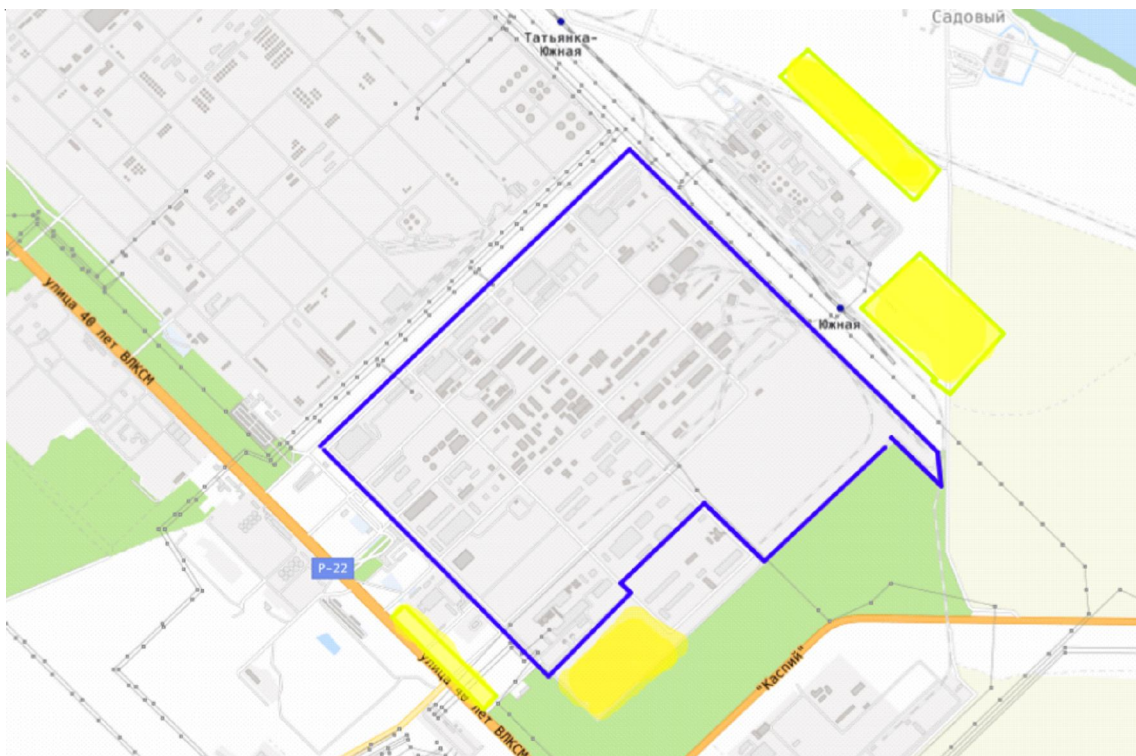 Садовый
Татьянка-
Южная
Южная
улица 40 лет ВЛКСМ
Р-22
улица 40 лет ВЛКСМ
"Каспий"